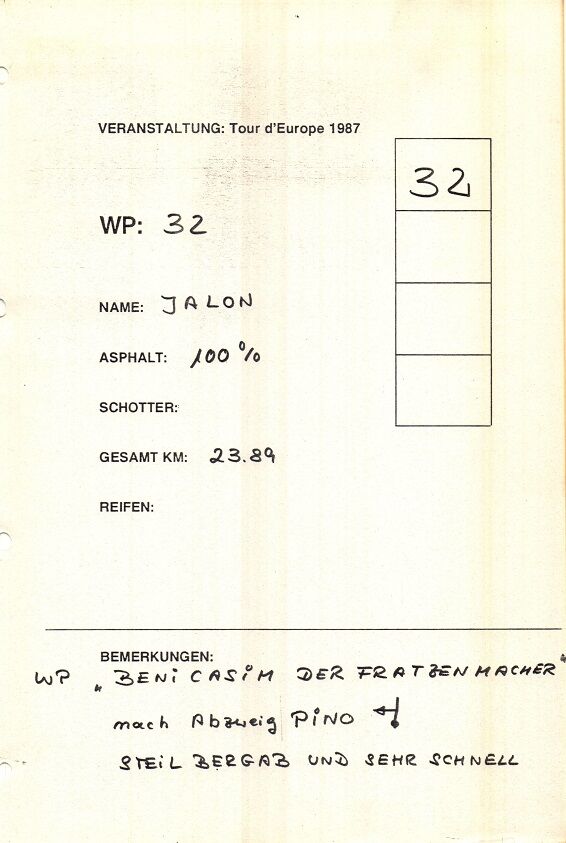 VERANSTALTUNG: Tour d'Europe 1987
32
WP: 32
NAME: JALON
ASPHALT: 100 %
SCHOTTER:
GESAMT KM: 23.89
REIFEN:
BEMERKUNGEN:
WP „BENiCASiM DER FRATZENMACHER"
nach Abzweig PiNO
STEiL BERGAB UND SEHR SCHNELL